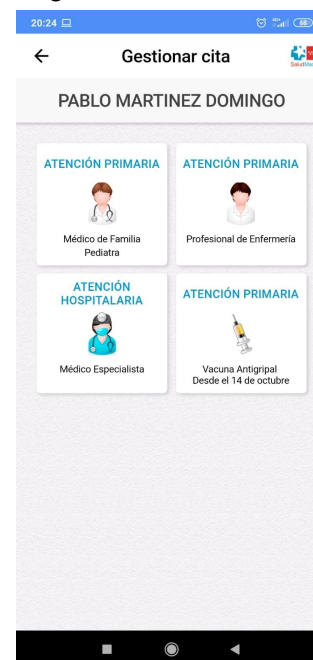 20:24
68
Gestionar cita
PABLO MARTINEZ DOMINGO
ATENCIÓN PRIMARIA
Médico de Familia
Pediatra
ATENCIÓN PRIMARIA
Profesional de Enfermería
ATENCIÓN
HOSPITALARIA
Médico Especialista
ATENCIÓN PRIMARIA
Vacuna Antigripal
Desde el 14 de octubre